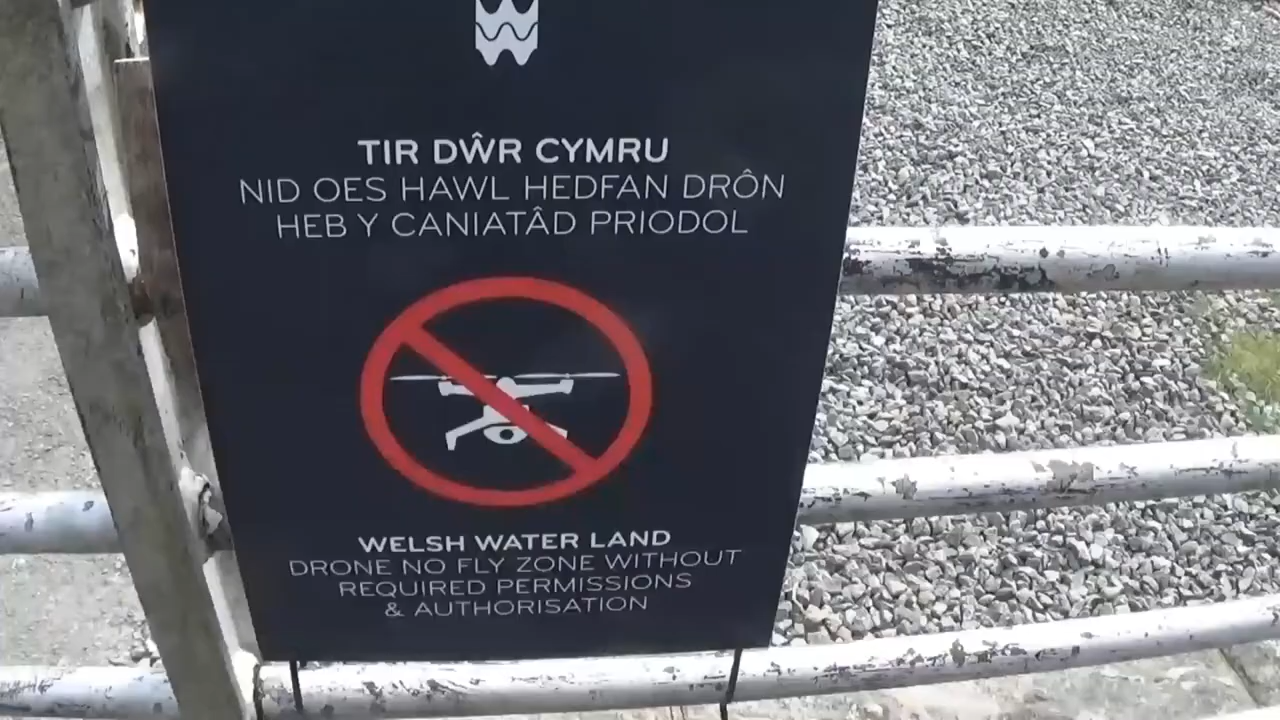 TIR DŴR CYMRU
NID OES HAWL HEDFAN DRÔN
HEB Y CANIATÂD PRIODOL
WELSH WATER LAND
DRONE NO FLY ZONE WITHOUT
REQUIRED PERMISSIONS
& AUTHORISATION